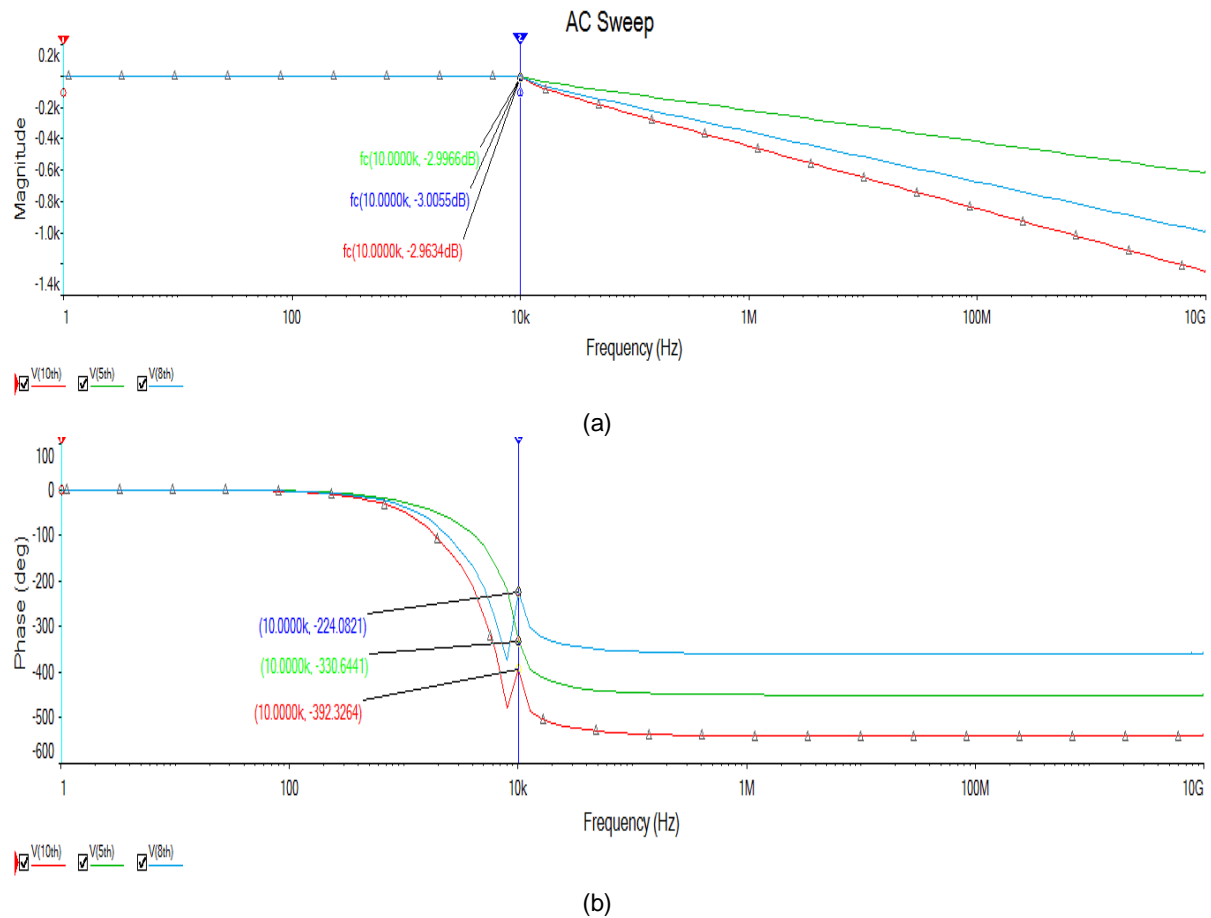 AC Sweep
1
2
0.2k
-0.2k
-0.4k
-0.6k
-0.8k
-1.0k
-1.4k
Magnitude
fc(10.0000k, -2.9966dB)
fc(10.0000k, -3.0055dB)
fc(10.0000k, -2.9634dB)
1 100 10k 1M 100M 10G
Frequency (Hz)
V(10th) V(5th) V(8th)
(a)
100
0
-100
-200
-300
-400
-500
-600
Phase (deg)
(10.0000k, -224.0821)
(10.0000k, -330.6441)
(10.0000k, -392.3264)
1 100 10k 1M 100M 10G
Frequency (Hz)
V(10th) V(5th) V(8th)
(b)